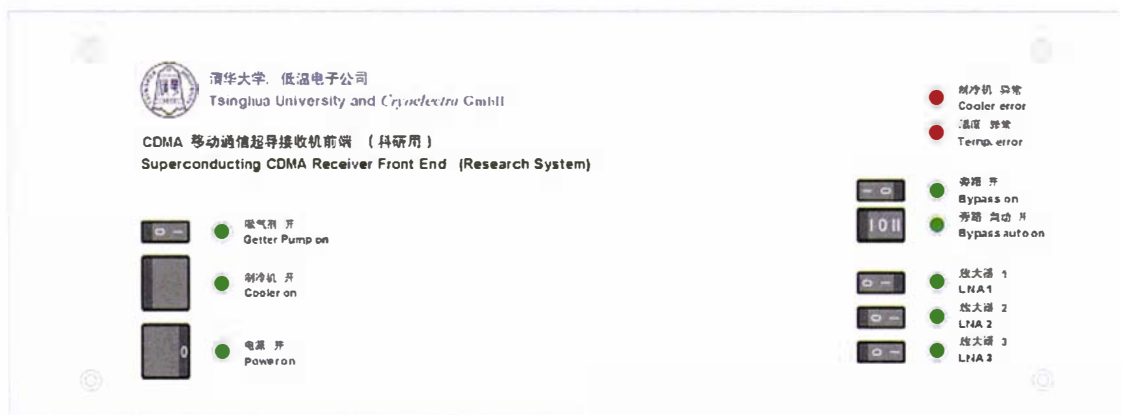 清华大学, 低温电子公司
Tsinghua University and Cryoelectra GmbH
CDMA 移动通信超导接收机前端 (科研用)
Superconducting CDMA Receiver Front End (Research System)
吸气剂 开
Getter Pump on
制冷机 开
Cooler on
电源 开
Power on
制冷机 异常
Cooler error
温度 异常
Temp. error
旁路 开
Bypass on
旁路 自动 开
Bypass auto on
放大器 1
LNA 1
放大器 2
LNA 2
放大器 3
LNA 3